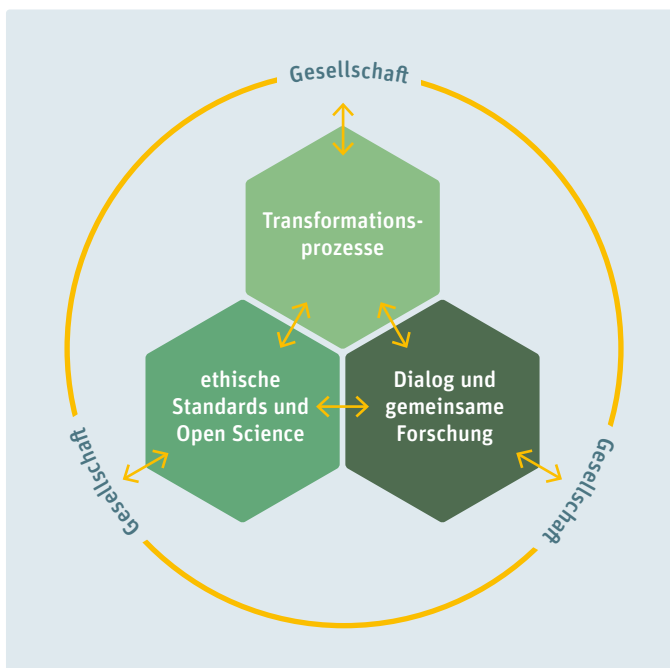 Gesellschaft
Transformations-
prozesse
ethische
Standards und
Open Science
Dialog und
gemeinsame
Forschung
Gesellschaft
Gesellschaft